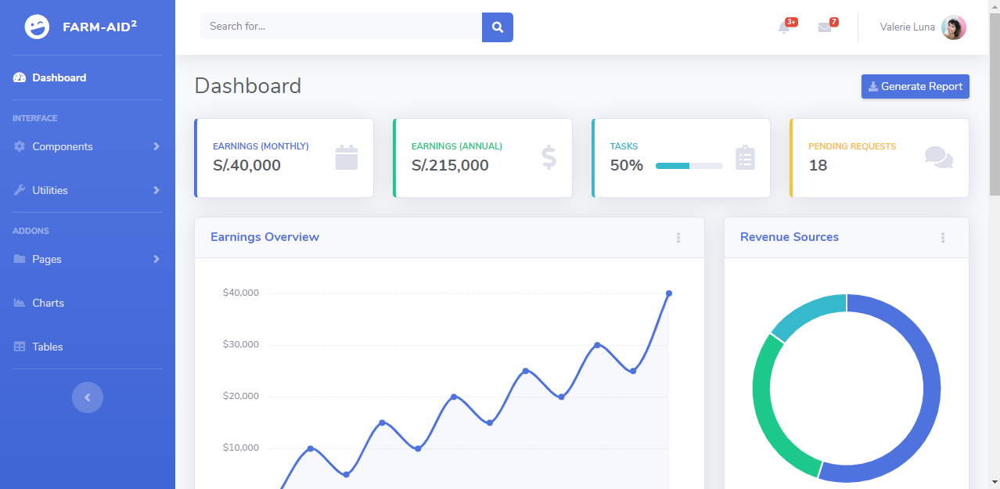 FARM-AID²
Search for...
3+
7
Valerie Luna
Dashboard
INTERFACE
Components
Utilities
ADDONS
Pages
Charts
Tables
Dashboard
Generate Report
EARNINGS (MONTHLY)
S/.40,000
EARNINGS (ANNUAL)
S/.215,000
TASKS
50%
PENDING REQUESTS
18
Earnings Overview
$40,000
$30,000
$20,000
$10,000
Revenue Sources